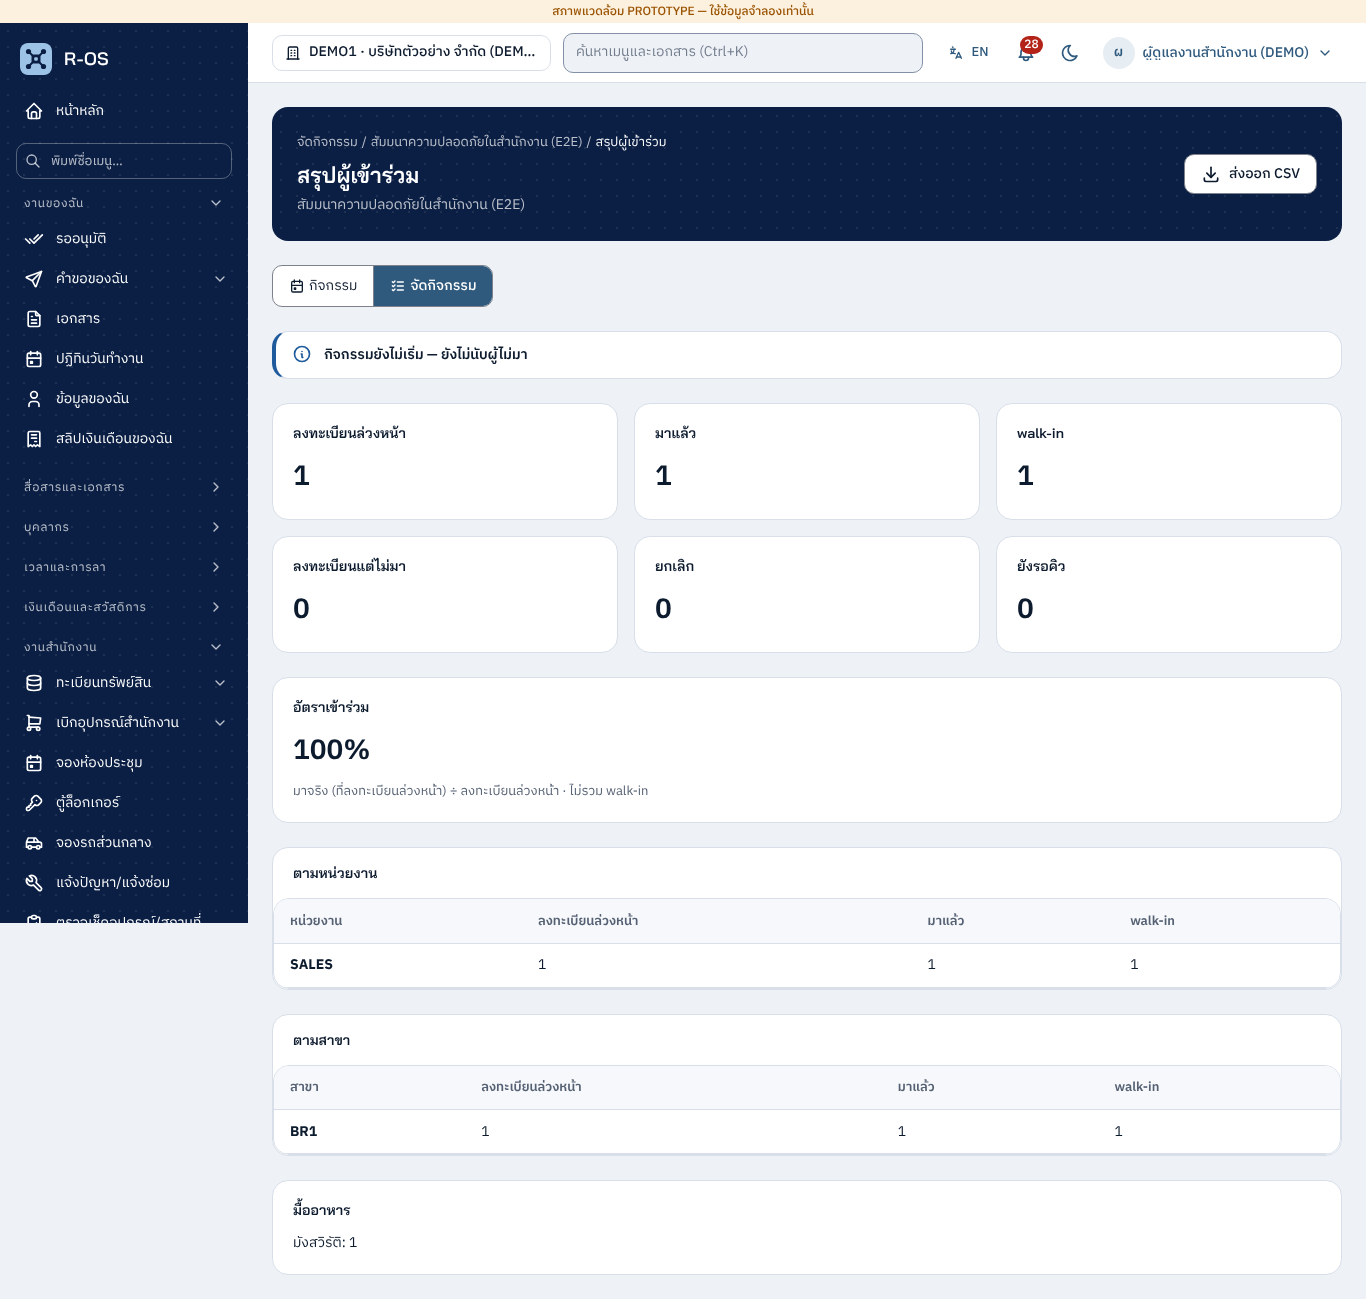 สภาพแวดล้อม PROTOTYPE — ใช้ข้อมูลจำลองเท่านั้น
R-OS
DEMO1 · บริษัทตัวอย่าง จำกัด (DEM...
ค้นหาเมนูและเอกสาร (Ctrl+K)
EN
28
ผ
ผู้ดูแลงานสำนักงาน (DEMO)
หน้าหลัก
พิมพ์ชื่อเมนู...
งานของฉัน
รออนุมัติ
คำขอของฉัน
เอกสาร
ปฏิทินวันทำงาน
ข้อมูลของฉัน
สลิปเงินเดือนของฉัน
สื่อสารและเอกสาร
บุคลากร
เวลาและการลา
เงินเดือนและสวัสดิการ
งานสำนักงาน
ทะเบียนทรัพย์สิน
เบิกอุปกรณ์สำนักงาน
จองห้องประชุม
ตู้ล็อกเกอร์
จองรถส่วนกลาง
แจ้งปัญหา/แจ้งซ่อม
ตรวจเช็คอุปกรณ์/สถานที่
จัดกิจกรรม / สัมมนาความปลอดภัยในสำนักงาน (E2E) / สรุปผู้เข้าร่วม
สรุปผู้เข้าร่วม
สัมมนาความปลอดภัยในสำนักงาน (E2E)
ส่งออก CSV
กิจกรรม
จัดกิจกรรม
กิจกรรมยังไม่เริ่ม — ยังไม่นับผู้ไม่มา
ลงทะเบียนล่วงหน้า
1
มาแล้ว
1
walk-in
1
ลงทะเบียนแต่ไม่มา
0
ยกเลิก
0
ยังรอคิว
0
อัตราเข้าร่วม
100%
มาจริง (ที่ลงทะเบียนล่วงหน้า) ÷ ลงทะเบียนล่วงหน้า · ไม่รวม walk-in
ตามหน่วยงาน
หน่วยงาน ลงทะเบียนล่วงหน้า มาแล้ว walk-in
SALES 1 1 1
ตามสาขา
สาขา ลงทะเบียนล่วงหน้า มาแล้ว walk-in
BR1 1 1 1
มื้ออาหาร
มังสวิรัติ: 1